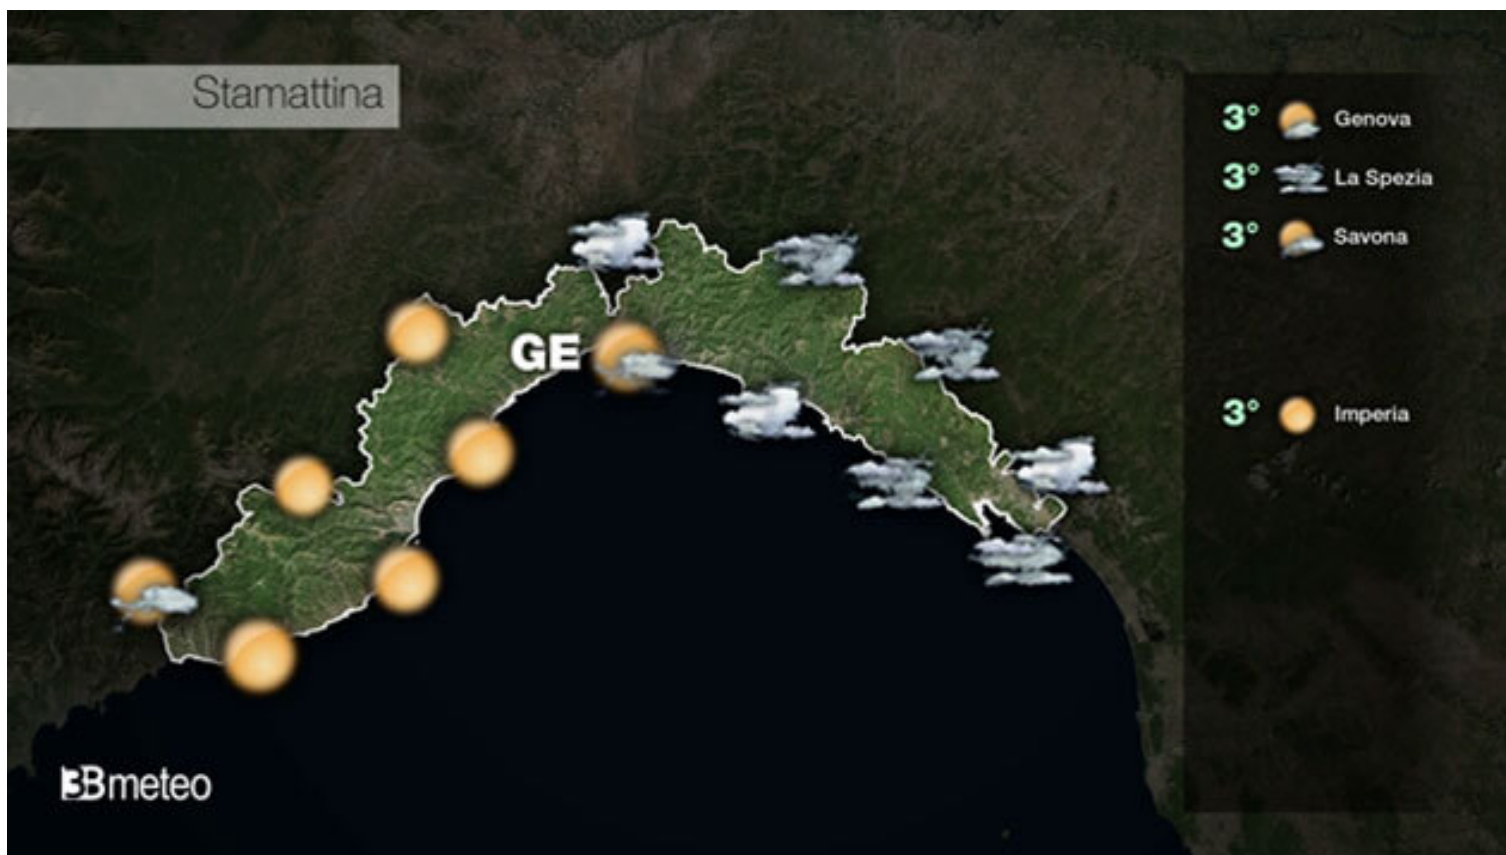 Stamattina
3° Genova
3° La Spezia
3° Savona
GE
3° Imperia
3Bmeteo